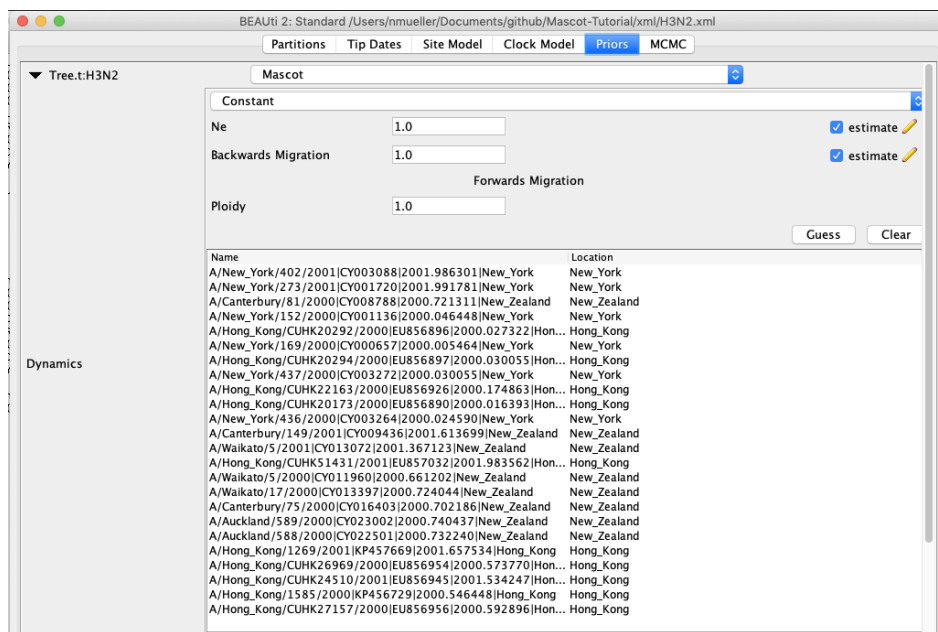 BEAUti 2: Standard /Users/nmueller/Documents/github/Mascot-Tutorial/xml/H3N2.xml
Partitions Tip Dates Site Model Clock Model Priors MCMC
Tree.t:H3N2 Mascot
Constant
Ne 1.0 estimate
Backwards Migration 1.0 estimate
Forwards Migration
Ploidy 1.0
Guess Clear
Name Location
A/New_York/402/2001|CY003088|2001.986301|New_York New_York
A/New_York/273/2001|CY001720|2001.991781|New_York New_York
A/Canterbury/81/2000|CY008788|2000.721311|New_Zealand New_Zealand
A/New_York/152/2000|CY001136|2000.046448|New_York New_York
A/Hong_Kong/CUHK20292/2000|EU856896|2000.027322|Hon... Hong_Kong
A/New_York/169/2000|CY000657|2000.005464|New_York New_York
Dynamics
A/Hong_Kong/CUHK20294/2000|EU856897|2000.030055|Hon... Hong_Kong
A/New_York/437/2000|CY003272|2000.030055|New_York New_York
A/Hong_Kong/CUHK22163/2000|EU856926|2000.174863|Hon... Hong_Kong
A/Hong_Kong/CUHK20173/2000|EU856890|2000.016393|Hon... Hong_Kong
A/New_York/436/2000|CY003264|2000.024590|New_York New_York
A/Canterbury/149/2001|CY009436|2001.613699|New_Zealand New_Zealand
A/Waikato/5/2001|CY013072|2001.367123|New_Zealand New_Zealand
A/Hong_Kong/CUHK51431/2001|EU857032|2001.983562|Hon... Hong_Kong
A/Waikato/5/2000|CY011960|2000.661202|New_Zealand New_Zealand
A/Waikato/17/2000|CY013397|2000.724044|New_Zealand New_Zealand
A/Canterbury/75/2000|CY016403|2000.702186|New_Zealand New_Zealand
A/Auckland/589/2000|CY023002|2000.740437|New_Zealand New_Zealand
A/Auckland/588/2000|CY022501|2000.732240|New_Zealand New_Zealand
A/Hong_Kong/1269/2001|KP457669|2001.657534|Hong_Kong Hong_Kong
A/Hong_Kong/CUHK26969/2000|EU856954|2000.573770|Hon... Hong_Kong
A/Hong_Kong/CUHK24510/2001|EU856945|2001.534247|Hon... Hong_Kong
A/Hong_Kong/1585/2000|KP456729|2000.546448|Hong_Kong Hong_Kong
A/Hong_Kong/CUHK27157/2000|EU856956|2000.592896|Hon... Hong_Kong